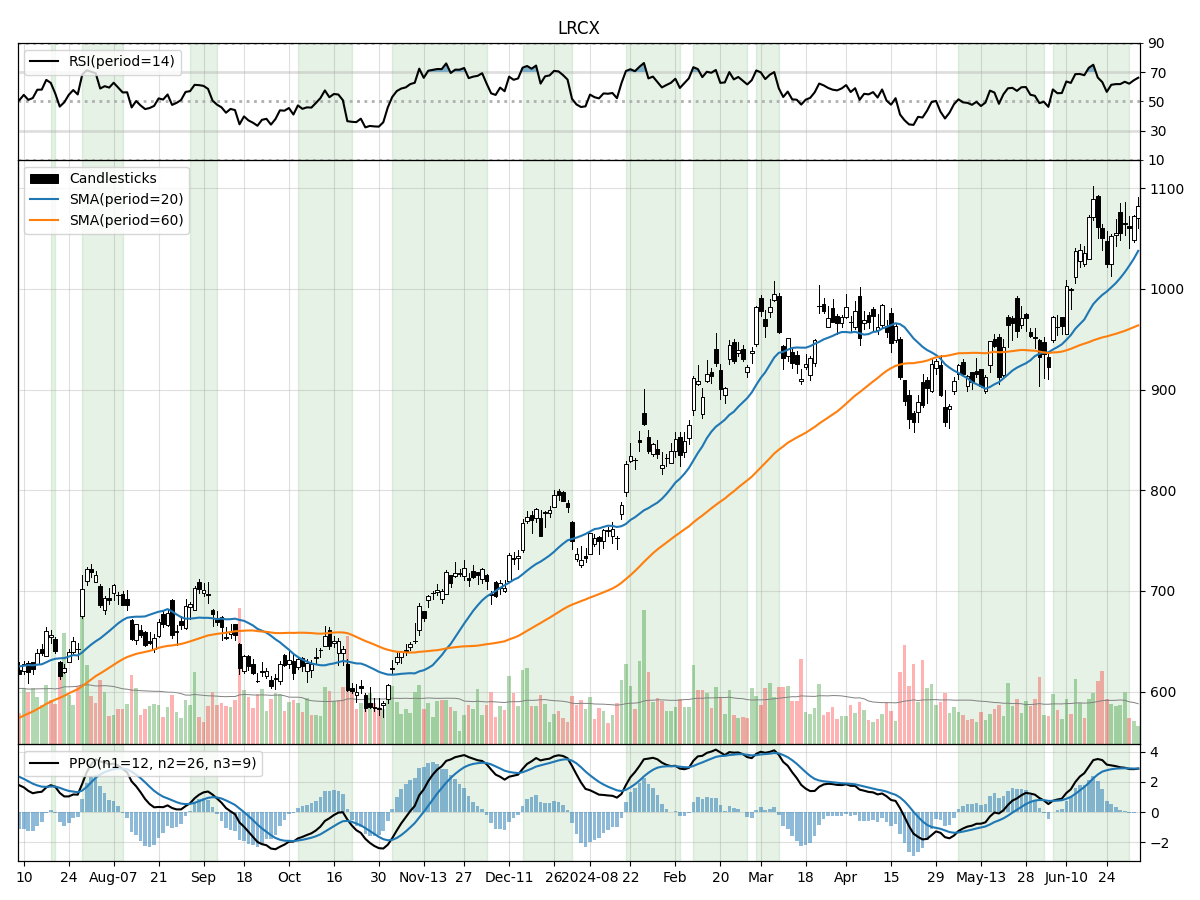 LRCX
RSI(period=14)
90
70
50
30
10
Candlesticks
SMA(period=20)
SMA(period=60)
1100
1000
900
800
700
600
PPO(n1=12, n2=26, n3=9)
4
2
0
−2
10 24 Aug-07 21 Sep 18 Oct 16 30 Nov-13 27 Dec-11 26 2024-08 22 Feb 20 Mar 18 Apr 15 29 May-13 28 Jun-10 24